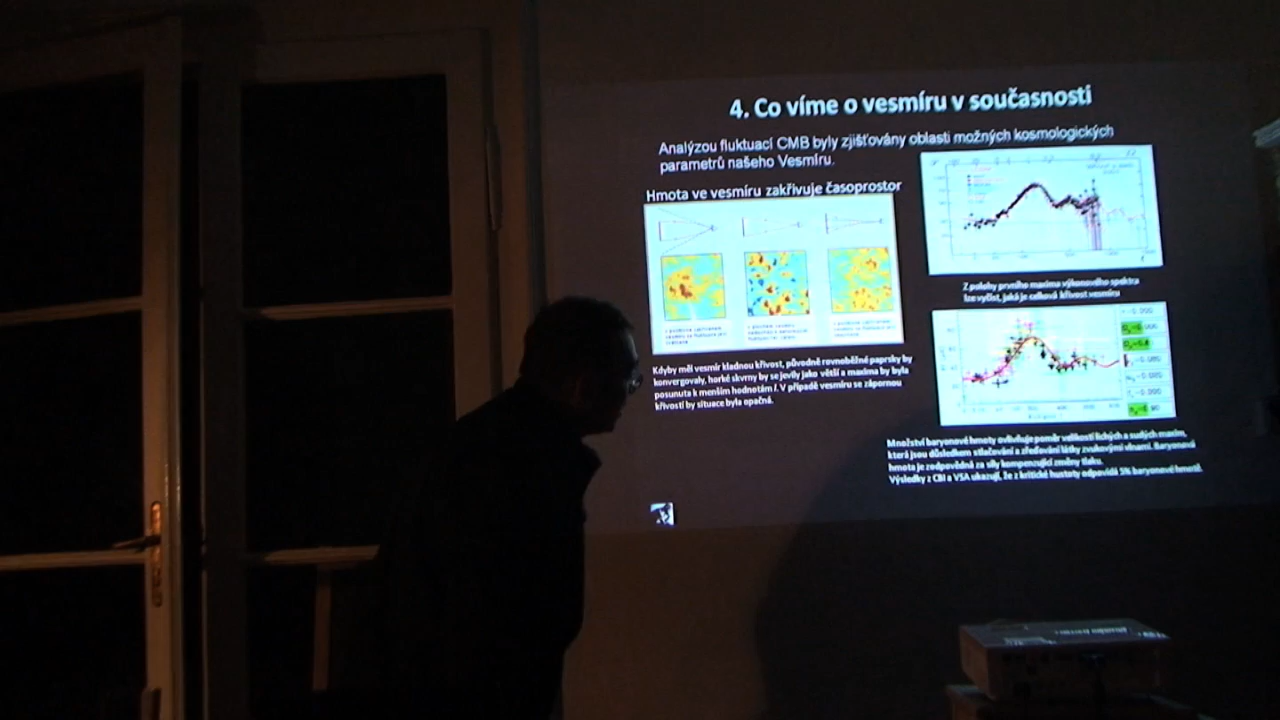 4. Co víme o vesmíru v současnosti
Analýzou fluktuací CMB byly zjišťovány oblasti možných kosmologických
parametrů našeho Vesmíru.
Hmota ve vesmíru zakřivuje časoprostor
Z polohy prvního maxima výkonového spektra
lze vyčíst, jaká je celková křivost vesmíru
Kdyby měl vesmír kladnou křivost, původně rovnoběžné paprsky by
konvergovaly, horké skvrny by se jevily jako větší a maxima by byla
posunuta k menším hodnotám l. V případě vesmíru se zápornou
křivostí by situace byla opačná.
Množství baryonové hmoty ovlivňuje poměr velikostí lichých a sudých maxim,
která jsou důsledkem stlačování a zřeďování látky zvukovými vlnami. Baryonová
hmota je zodpovědná za síly kompenzující změny tlaku.
Výsledky z CBI a VSA ukazují, že z kritické hustoty odpovídá 5% baryonové hmotě.